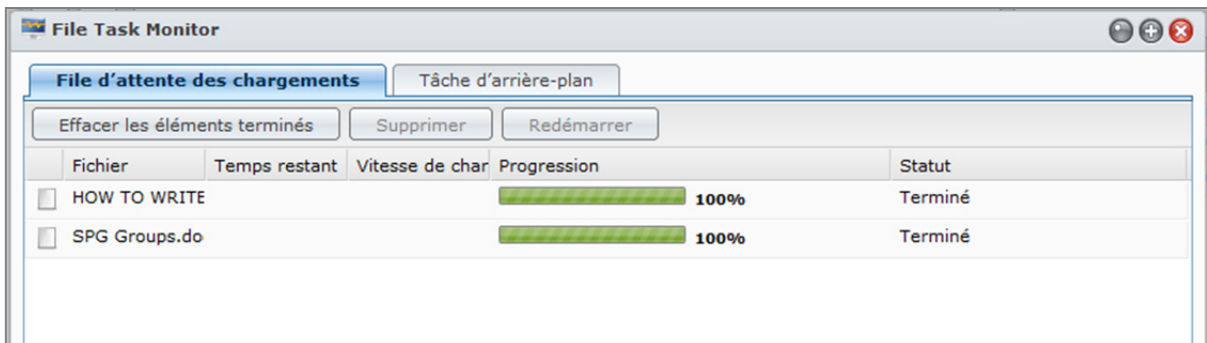 File Task Monitor
File d'attente des chargements Tâche d'arrière-plan
Effacer les éléments terminés Supprimer Redémarrer
Fichier Temps restant Vitesse de char Progression Statut
HOW TO WRITE 100% Terminé
SPG Groups.do 100% Terminé